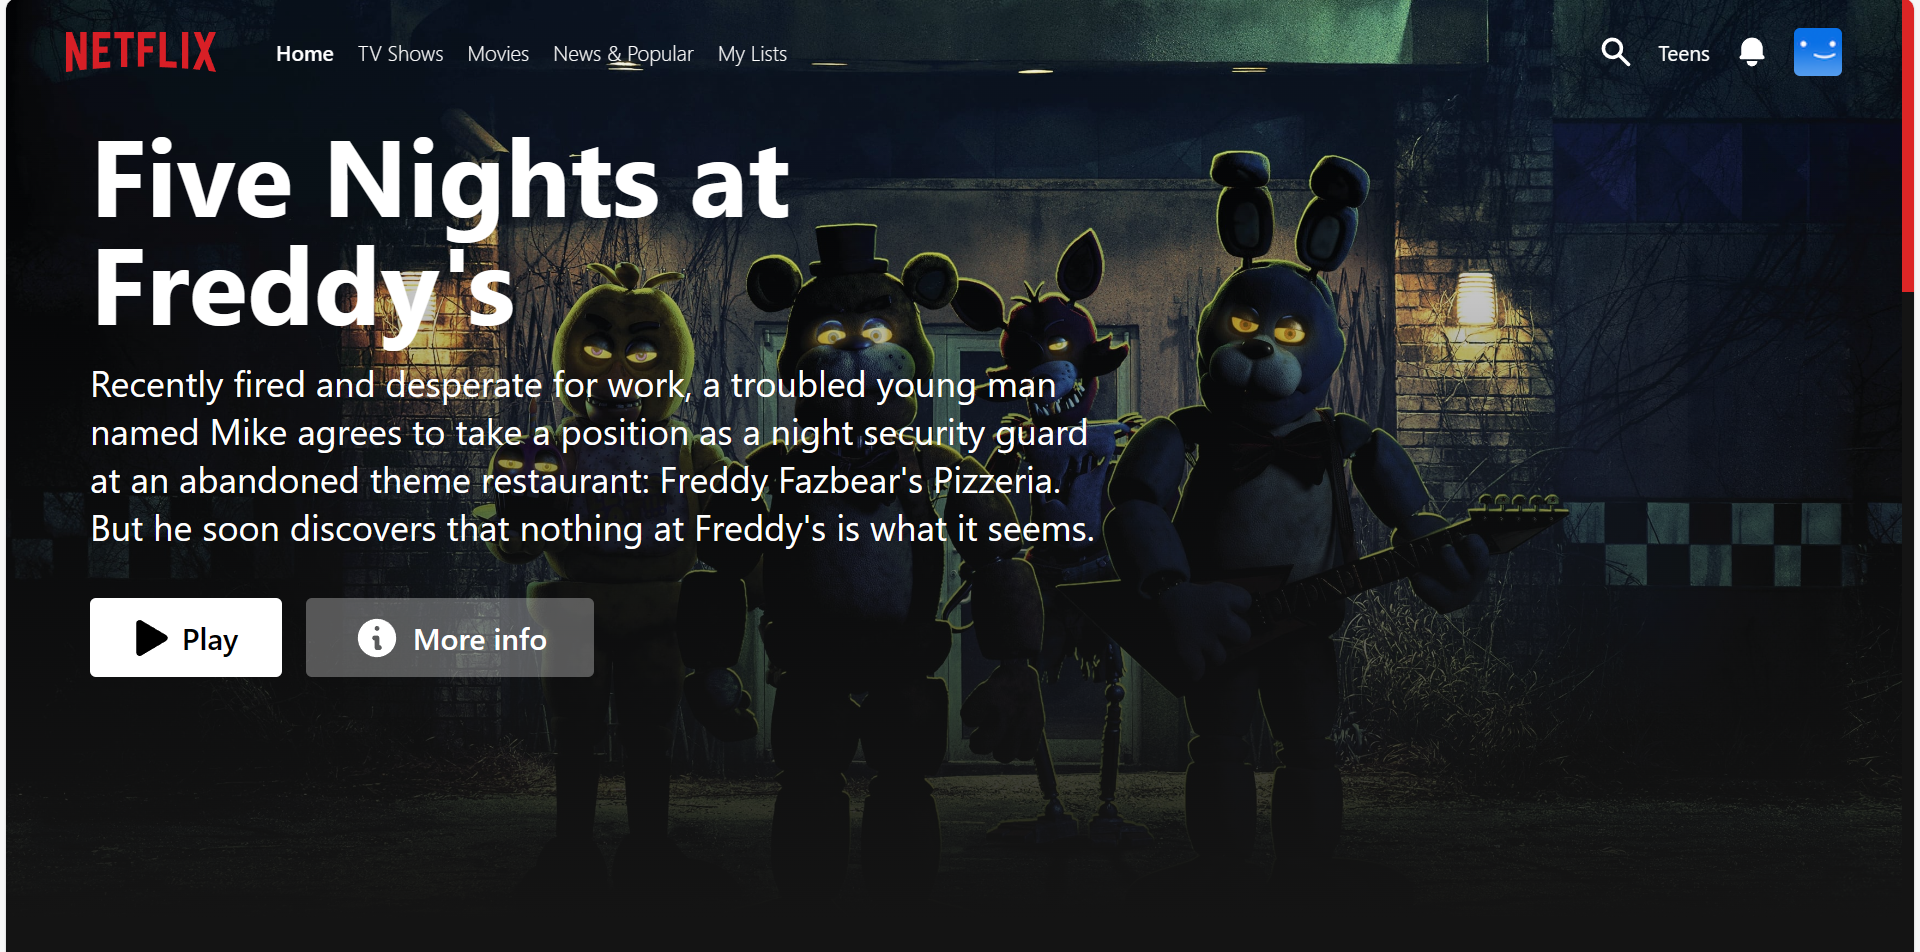 NETFLIX
Home TV Shows Movies News & Popular My Lists
Teens
Five Nights at
Freddy's
Recently fired and desperate for work, a troubled young man
named Mike agrees to take a position as a night security guard
at an abandoned theme restaurant: Freddy Fazbear's Pizzeria.
But he soon discovers that nothing at Freddy's is what it seems.
Play
More info